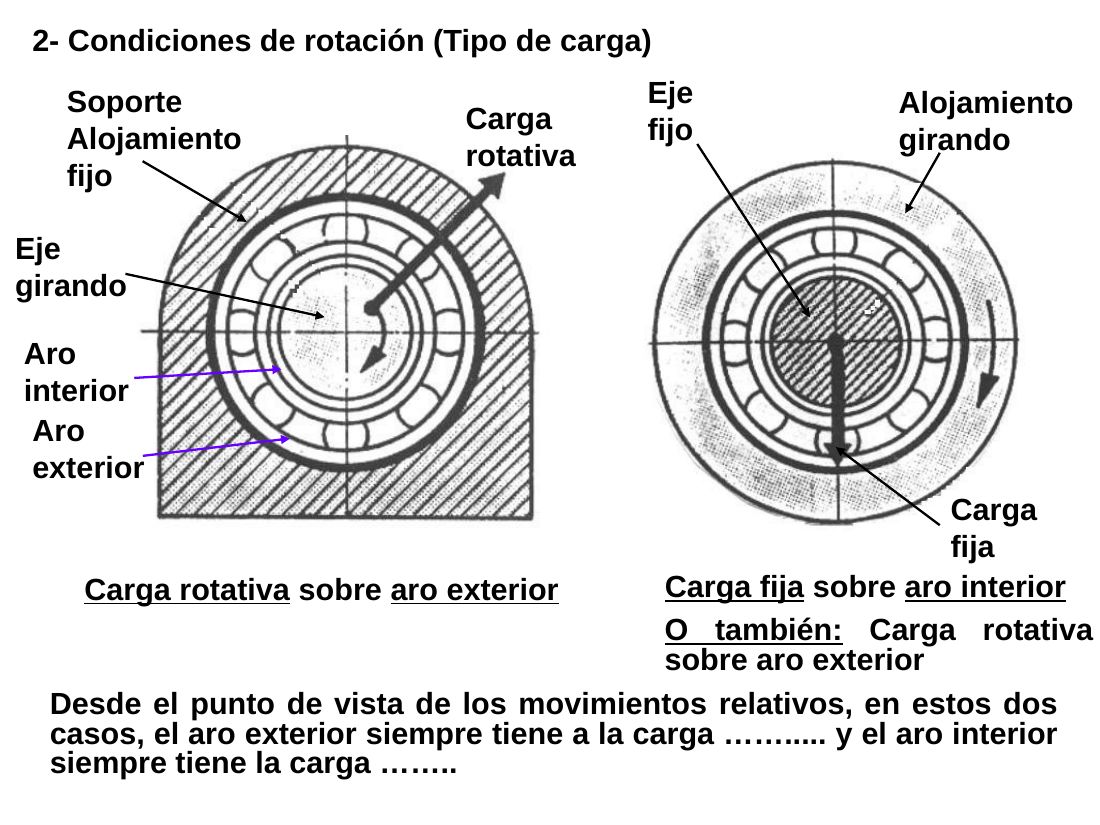 2- Condiciones de rotación (Tipo de carga)
Soporte
Alojamiento
fijo
Carga
rotativa
Eje
fijo
Alojamiento
girando
Eje
girando
Aro
interior
Aro
exterior
Carga
fija
Carga rotativa sobre aro exterior
Carga fija sobre aro interior
O también: Carga rotativa
sobre aro exterior
Desde el punto de vista de los movimientos relativos, en estos dos
casos, el aro exterior siempre tiene a la carga ……..... y el aro interior
siempre tiene la carga ……..